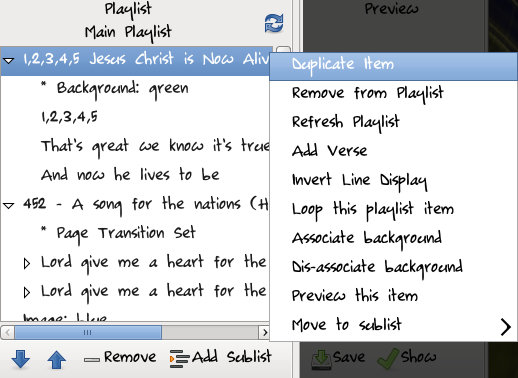 Playlist
Main Playlist
1,2,3,4,5 Jesus Christ is Now Aliv
* Background: green
1,2,3,4,5
That's great we know it's true
And now he lives to be
452 - A song for the nations (H
* Page Transition Set
Lord give me a heart for the
Lord give me a heart for the
Image: blue
Remove
Add Sublist
Preview
Duplicate Item
Remove from Playlist
Refresh Playlist
Add Verse
Invert Line Display
Loop this playlist item
Associate background
Dis-associate background
Preview this item
Move to sublist
Save
Show